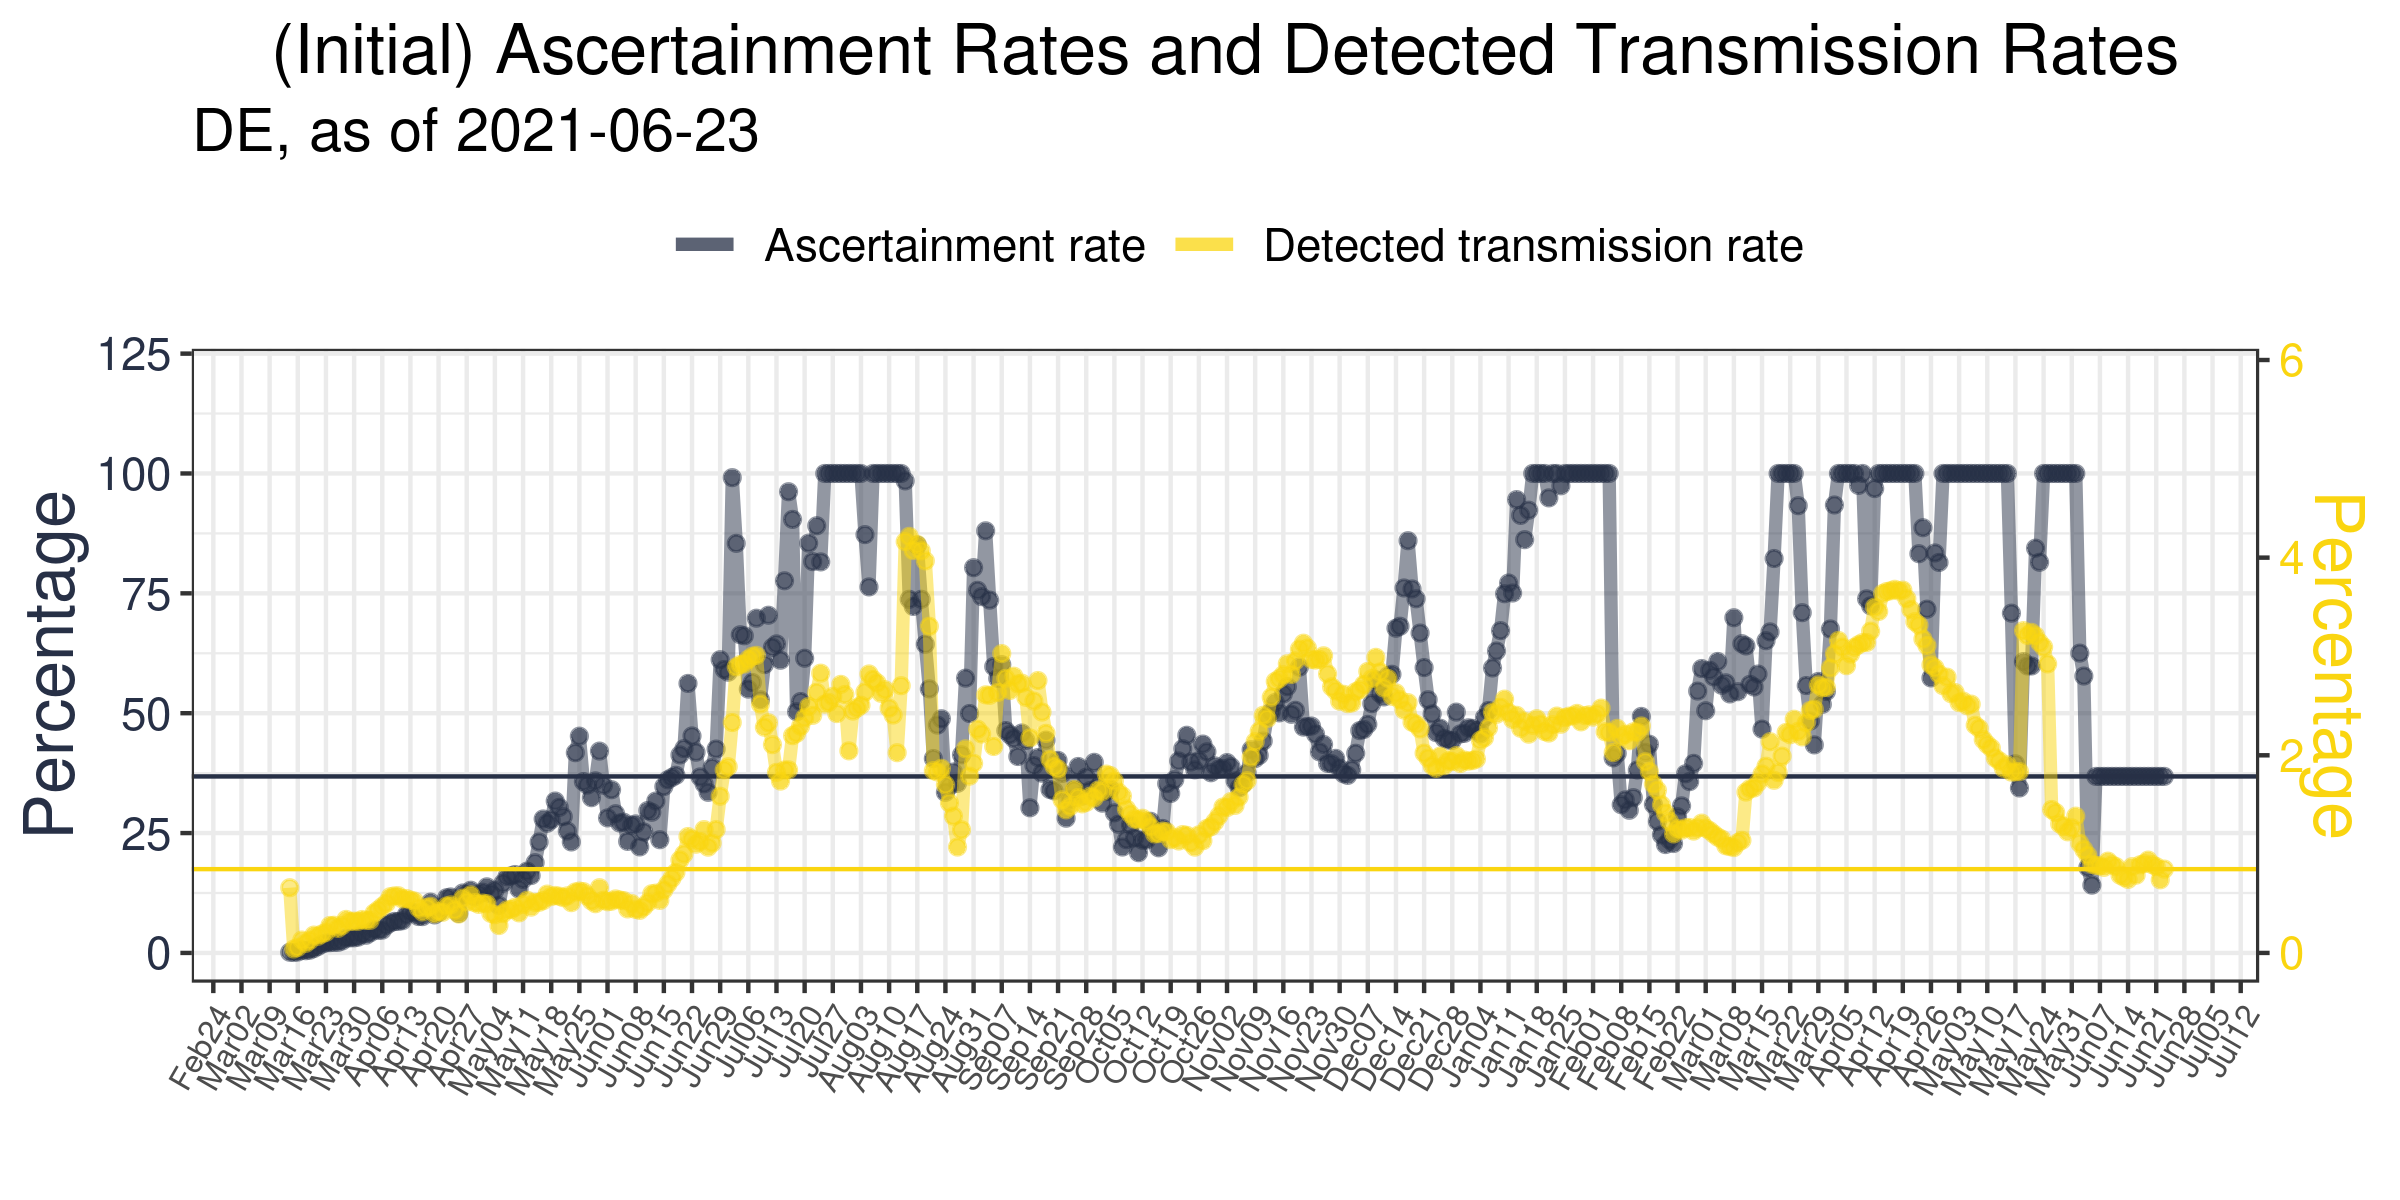 (Initial) Ascertainment Rates and Detected Transmission Rates
DE, as of 2021-06-23
Ascertainment rate
Detected transmission rate
125
100
75
50
25
0
Percentage
6
4
2
0
Percentage
Feb24
Mar02
Mar09
Mar16
Mar23
Mar30
Apr06
Apr13
Apr20
Apr27
May04
May11
May18
May25
Jun01
Jun08
Jun15
Jun22
Jun29
Jul06
Jul13
Jul20
Jul27
Aug03
Aug10
Aug17
Aug24
Aug31
Sep07
Sep14
Sep21
Sep28
Oct05
Oct12
Oct19
Oct26
Nov02
Nov09
Nov16
Nov23
Nov30
Dec07
Dec14
Dec21
Dec28
Jan04
Jan11
Jan18
Jan25
Feb01
Feb08
Feb15
Feb22
Mar01
Mar08
Mar15
Mar22
Mar29
Apr05
Apr12
Apr19
Apr26
May03
May10
May17
May24
May31
Jun07
Jun14
Jun21
Jun28
Jul05
Jul12